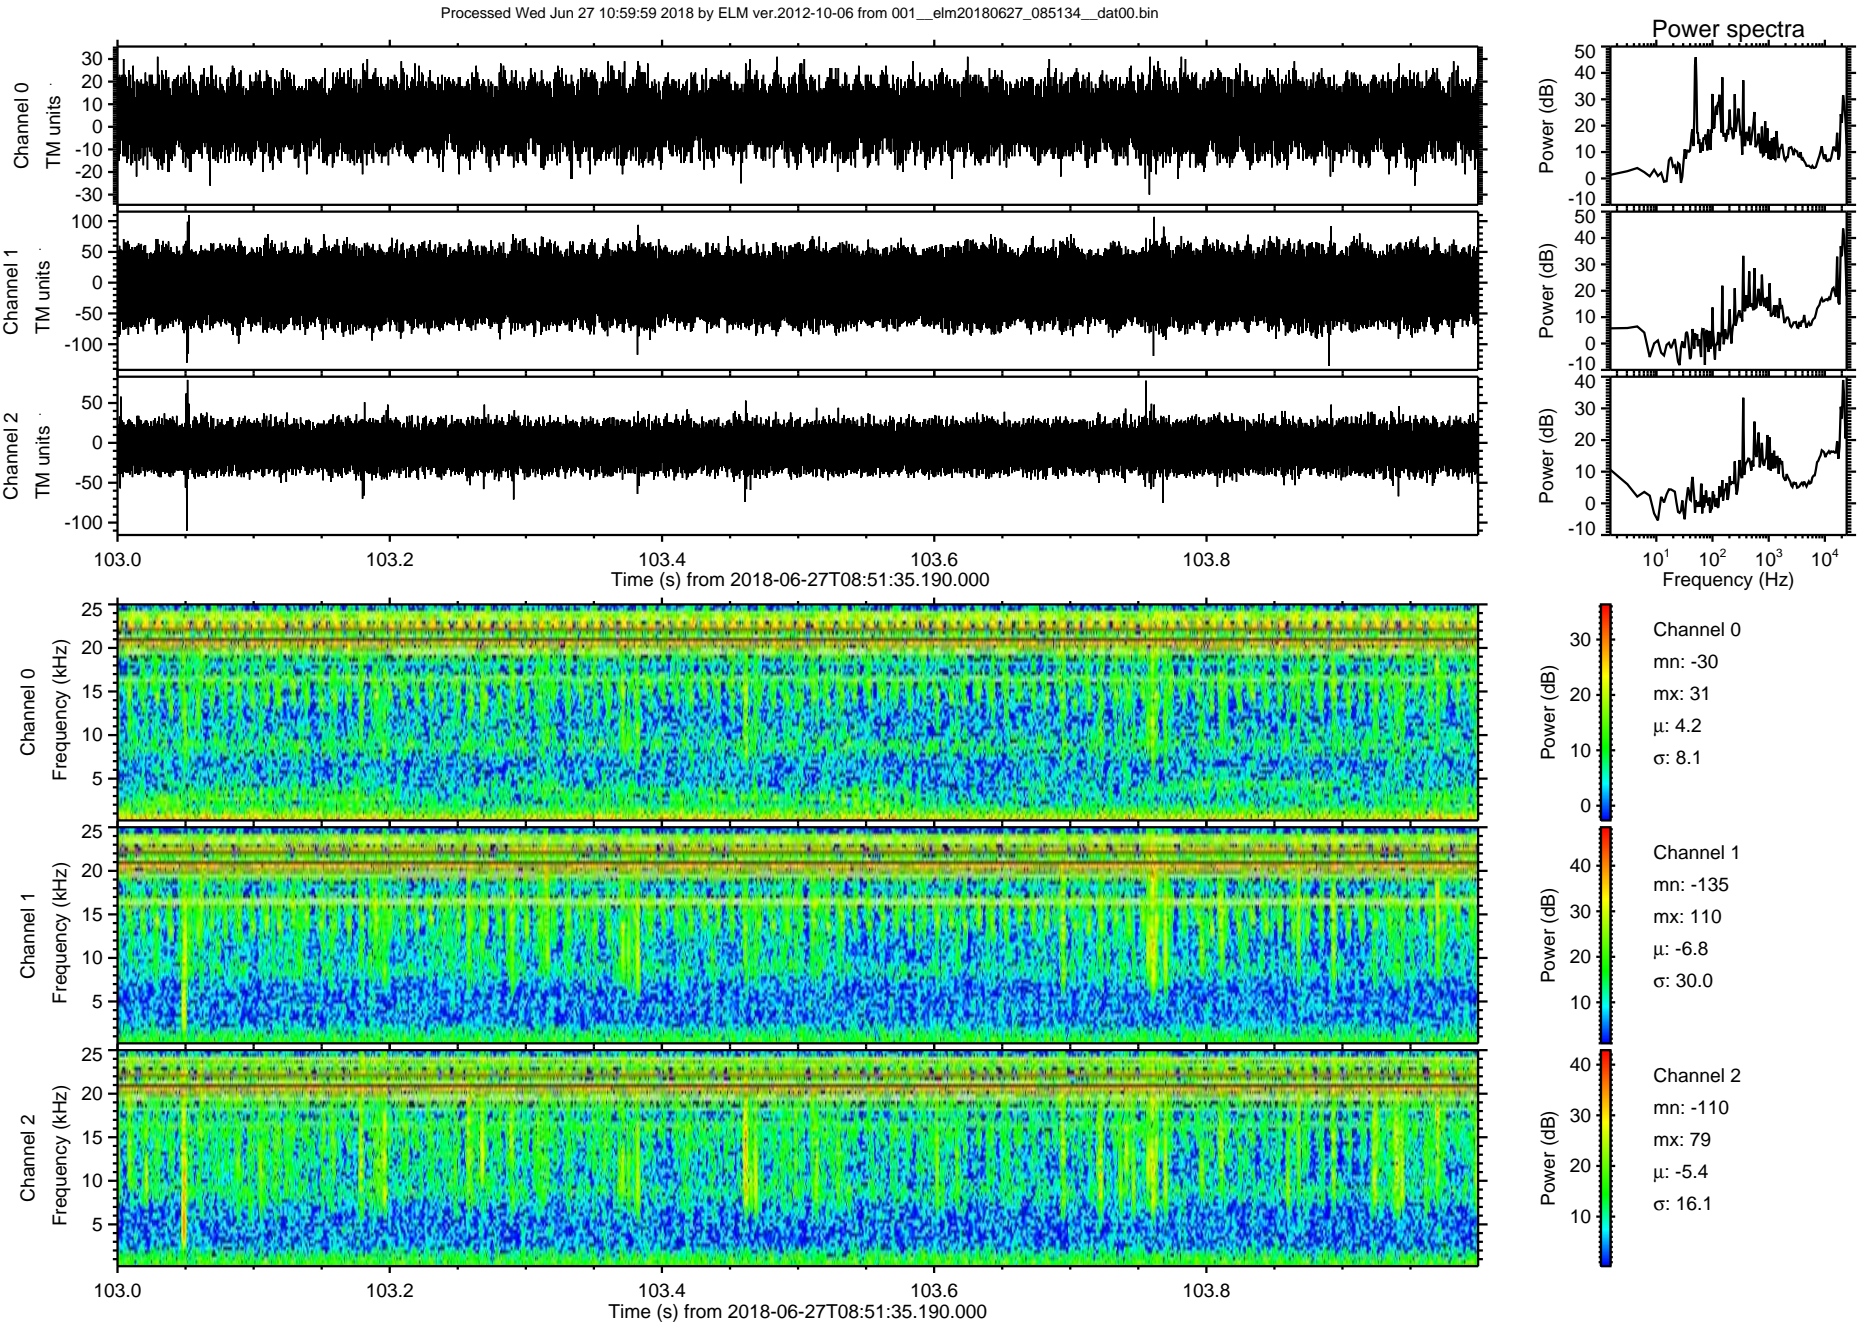 Processed Wed Jun 27 10:59:59 2018 by ELM ver.2012-10-06 from 001__elm20180627_085134__dat00.bin
Power spectra
Channel 0
TM units
30
20
10
0
-10
-20
-30
Power (dB)
50
40
30
20
10
0
-10
Channel 1
TM units
100
50
0
-50
-100
Power (dB)
50
40
30
20
10
0
-10
Channel 2
TM units
50
0
-50
-100
Power (dB)
40
30
20
10
0
-10
103.0 103.2 103.4 103.6 103.8
Time (s) from 2018-06-27T08:51:35.190.000
10¹ 10² 10³ 10⁴
Frequency (Hz)
Channel 0
Frequency (kHz)
25
20
15
10
5
Power (dB)
30
20
10
0
Channel 0
mn: -30
mx: 31
μ: 4.2
σ: 8.1
Channel 1
Frequency (kHz)
25
20
15
10
5
Power (dB)
40
30
20
10
Channel 1
mn: -135
mx: 110
μ: -6.8
σ: 30.0
Channel 2
Frequency (kHz)
25
20
15
10
5
Power (dB)
40
30
20
10
Channel 2
mn: -110
mx: 79
μ: -5.4
σ: 16.1
103.0 103.2 103.4 103.6 103.8
Time (s) from 2018-06-27T08:51:35.190.000